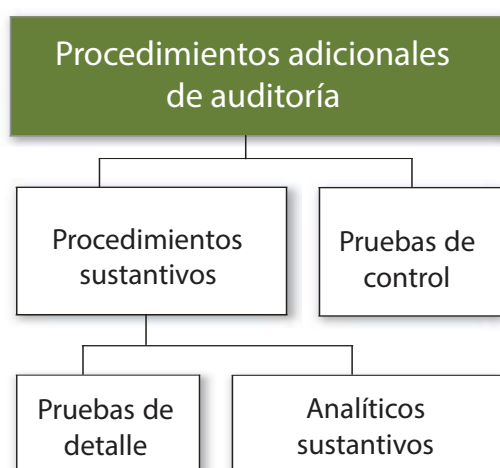 Procedimientos adicionales
de auditoría
Procedimientos
sustantivos
Pruebas de
control
Pruebas de
detalle
Analíticos
sustantivos